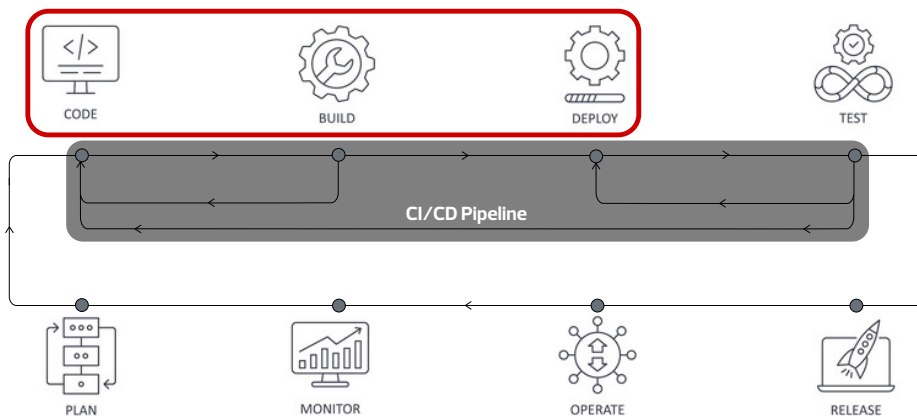 </>
CODE
BUILD
DEPLOY
TEST
CI/CD Pipeline
PLAN
MONITOR
OPERATE
RELEASE